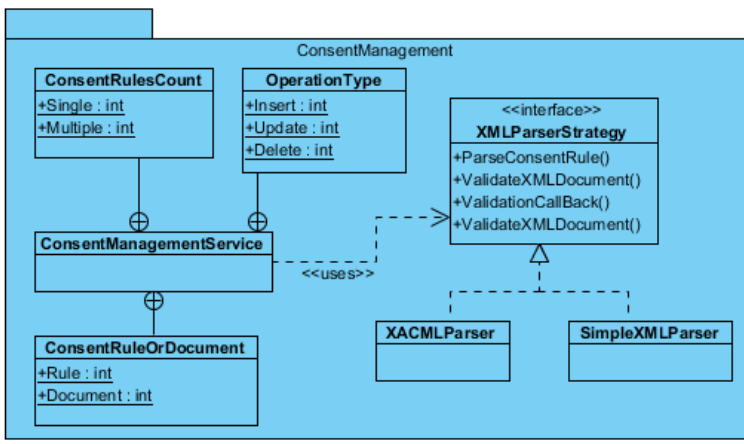 ConsentManagement
ConsentRulesCount
+Single : int
+Multiple : int
OperationType
+Insert : int
+Update : int
+Delete : int
<<interface>>
XMLParserStrategy
+ParseConsentRule()
+ValidateXMLDocument()
+ValidationCallBack()
+ValidateXMLDocument()
ConsentManagementService
<<uses>>
ConsentRuleOrDocument
+Rule : int
+Document : int
XACMLParser
SimpleXMLParser